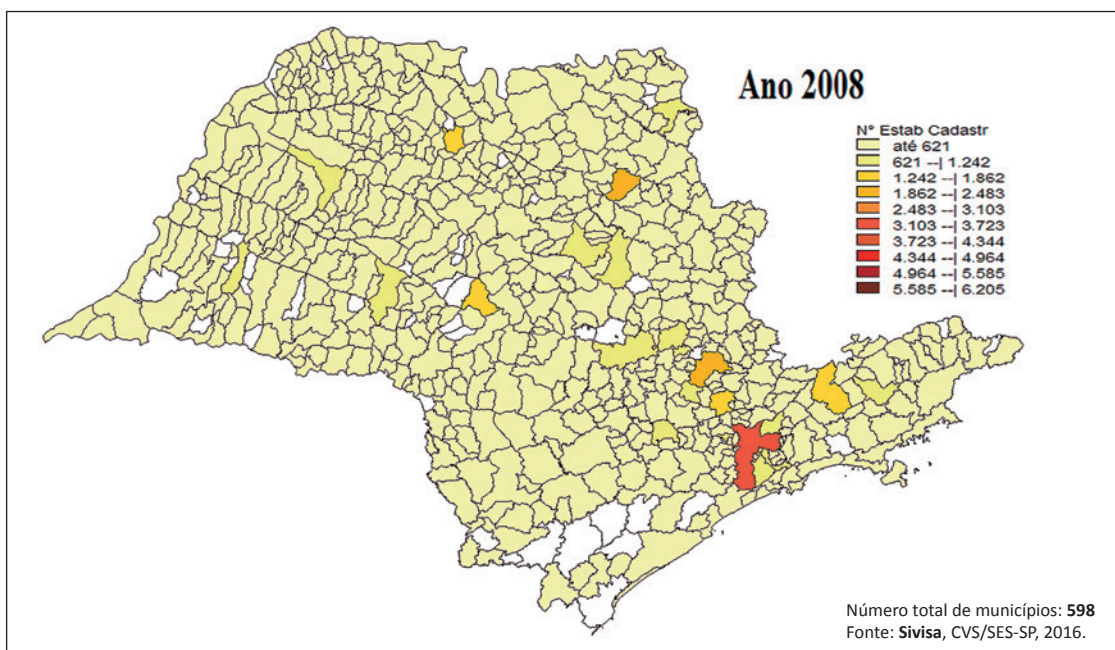 Ano 2008
N° Estab Cadastr
até 621
621 --| 1.242
1.242 --| 1.862
1.862 --| 2.483
2.483 --| 3.103
3.103 --| 3.723
3.723 --| 4.344
4.344 --| 4.964
4.964 --| 5.585
5.585 --| 6.205
Número total de municípios: 598
Fonte: Sivisa, CVS/SES-SP, 2016.